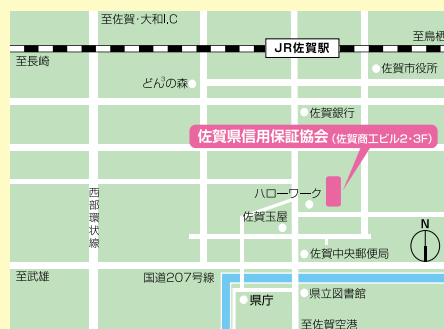 至佐賀・大和I.C
JR佐賀駅
至鳥栖
至長崎
佐賀市役所
どん3の森
佐賀銀行
佐賀県信用保証協会(佐賀商工ビル2・3F)
ハローワーク
西部環状線
佐賀玉屋
N
佐賀中央郵便局
至武雄
国道207号線
県庁
県立図書館
至佐賀空港